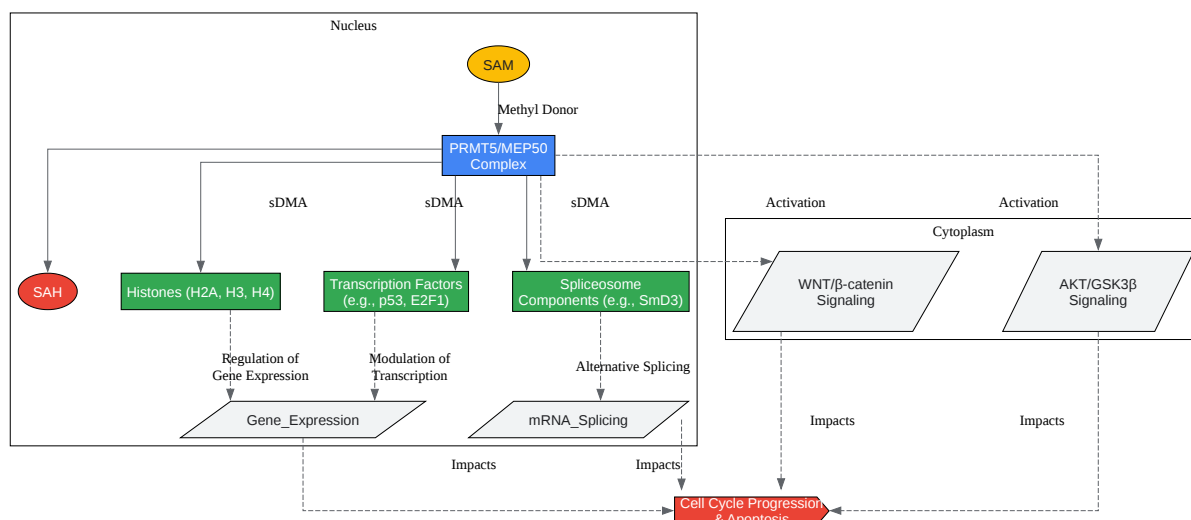 Nucleus
SAM
Methyl Donor
PRMT5/MEP50
Complex
sDMA
sDMA
sDMA
Activation
Activation
Cytoplasm
SAH
Histones (H2A, H3, H4)
Transcription Factors
(e.g., p53, E2F1)
Spliceosome
Components (e.g., SmD3)
WNT/β-catenin
Signaling
AKT/GSK3β
Signaling
Regulation of
Gene Expression
Modulation of
Transcription
Alternative Splicing
Gene_Expression
mRNA_Splicing
Impacts
Impacts
Impacts
Impacts
Cell Cycle Progression
& Apoptosis